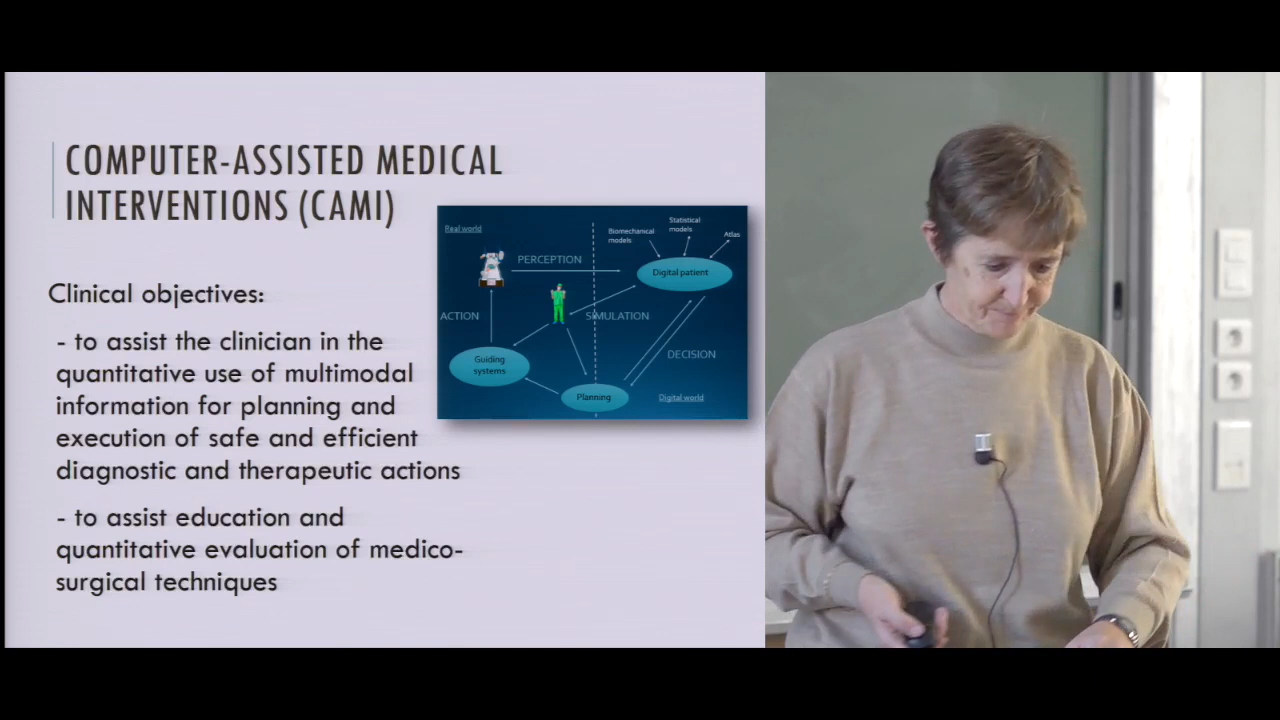 COMPUTER-ASSISTED MEDICAL
INTERVENTIONS (CAMI)
Clinical objectives:
- to assist the clinician in the
quantitative use of multimodal
information for planning and
execution of safe and efficient
diagnostic and therapeutic actions
- to assist education and
quantitative evaluation of medico-
surgical techniques
Real world
Statistical
models
Biomechanical
models
Atlas
PERCEPTION
Digital patient
ACTION
SIMULATION
DECISION
Guiding
systems
Planning
Digital world